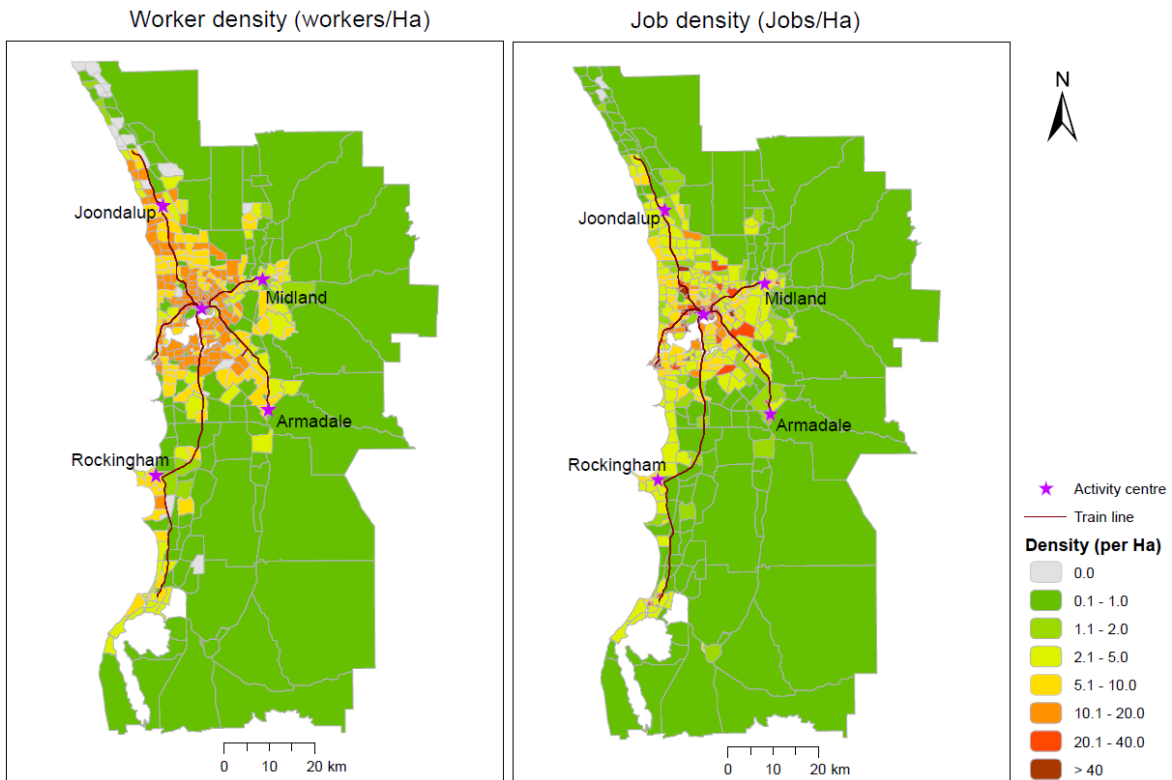 Worker density (workers/Ha)
Job density (Jobs/Ha)
N
Joondalup
Midland
Armadale
Rockingham
0 10 20 km
Joondalup
Midland
Armadale
Rockingham
0 10 20 km
Activity centre
Train line
Density (per Ha)
0.0
0.1 - 1.0
1.1 - 2.0
2.1 - 5.0
5.1 - 10.0
10.1 - 20.0
20.1 - 40.0
> 40